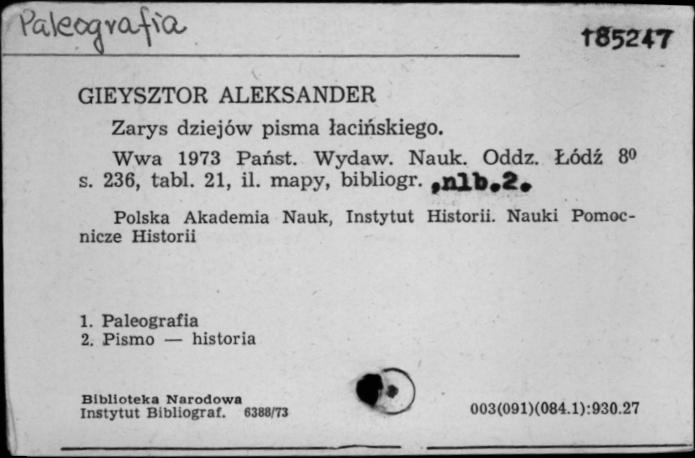 Paleografia
185247
GIEYSZTOR ALEKSANDER
Zarys dziejów pisma łacińskiego.
Wwa 1973 Państ. Wydaw. Nauk. Oddz. Łódź 8⁰
s. 236, tabl. 21, il. mapy, bibliogr. ,nlb.2.
Polska Akademia Nauk, Instytut Historii. Nauki Pomoc-
nicze Historii
1. Paleografia
2. Pismo — historia
Biblioteka Narodowa
Instytut Bibliograf. 6388/73
003(091)(084.1):930.27